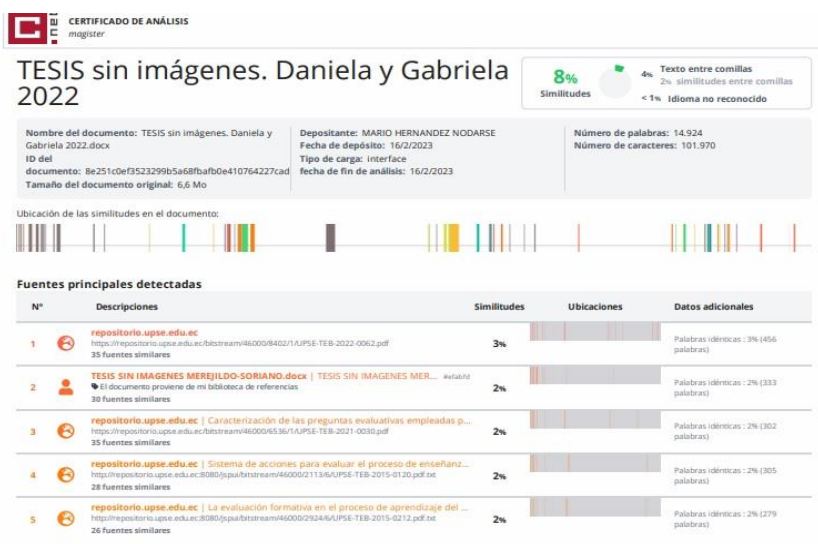 CERTIFICADO DE ANÁLISIS
magister
TESIS sin imágenes. Daniela y Gabriela
2022
8%
Similitudes
4% Texto entre comillas
2% similitudes entre comillas
< 1% Idioma no reconocido
Nombre del documento: TESIS sin imágenes. Daniela y
Gabriela 2022.docx
ID del
documento: 8e251c0ef3523299b5a68fbafb0e410764227cad
Tamaño del documento original: 6,6 Mo
Depositante: MARIO HERNANDEZ NODARSE
Fecha de depósito: 16/2/2023
Tipo de carga: interface
fecha de fin de análisis: 16/2/2023
Número de palabras: 14.924
Número de caracteres: 101.970
Ubicación de las similitudes en el documento:
Fuentes principales detectadas
N° Descripciones Similitudes Ubicaciones Datos adicionales
1 repositorio.upse.edu.ec
https://repositorio.upse.edu.ec/bitstream/46000/8402/1/UPSE-TEB-2022-0062.pdf
35 fuentes similares
3%
Palabras idénticas : 3% (456
palabras)
2 TESIS SIN IMAGENES MEREJILDO-SORIANO.docx | TESIS SIN IMAGENES MER... #efabfd
El documento proviene de mi biblioteca de referencias
30 fuentes similares
2%
Palabras idénticas : 2% (333
palabras)
3 repositorio.upse.edu.ec | Caracterización de las preguntas evaluativas empleadas p...
https://repositorio.upse.edu.ec/bitstream/46000/6536/1/UPSE-TEB-2021-0030.pdf
35 fuentes similares
2%
Palabras idénticas : 2% (302
palabras)
4 repositorio.upse.edu.ec | Sistema de acciones para evaluar el proceso de enseñanz...
http://repositorio.upse.edu.ec:8080/jspui/bitstream/46000/2113/6/UPSE-TEB-2015-0120.pdf.txt
28 fuentes similares
2%
Palabras idénticas : 2% (305
palabras)
5 repositorio.upse.edu.ec | La evaluación formativa en el proceso de aprendizaje del ...
http://repositorio.upse.edu.ec:8080/jspui/bitstream/46000/2924/6/UPSE-TEB-2015-0212.pdf.txt
26 fuentes similares
2%
Palabras idénticas : 2% (279
palabras)